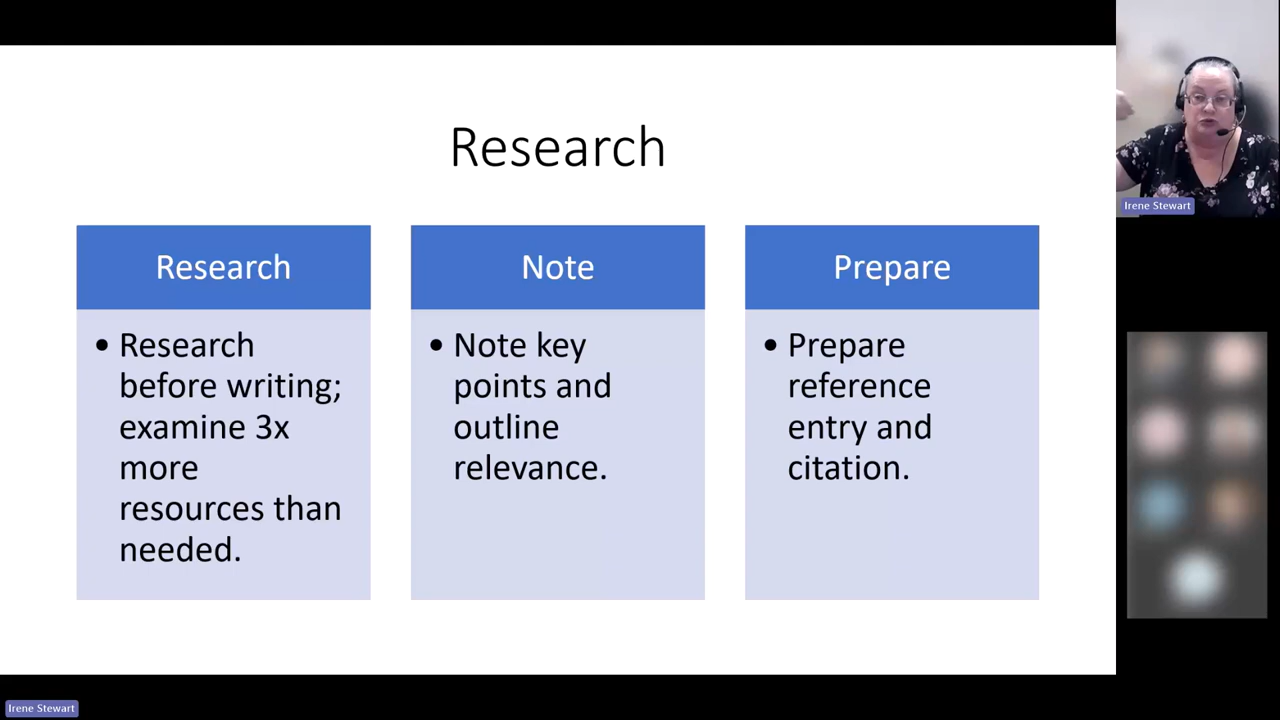 Research
Research
Research
before writing;
examine 3x
more
resources than
needed.
Note
Note key
points and
outline
relevance.
Prepare
Prepare
reference
entry and
citation.
Irene Stewart
Irene Stewart